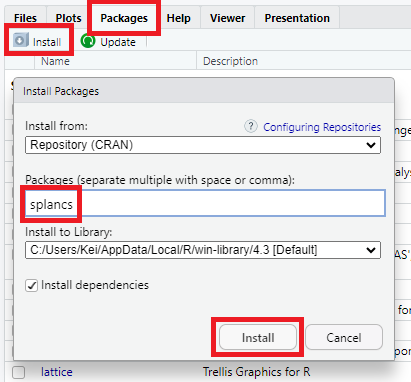 Files Plots Packages Help Viewer Presentation
Install Update
Name Description
Install Packages
Install from: Configuring Repositories
Repository (CRAN)
Packages (separate multiple with space or comma):
splancs
Install to Library:
C:/Users/Kei/AppData/Local/R/win-library/4.3 [Default]
Install dependencies
Install Cancel
lattice Trellis Graphics for R